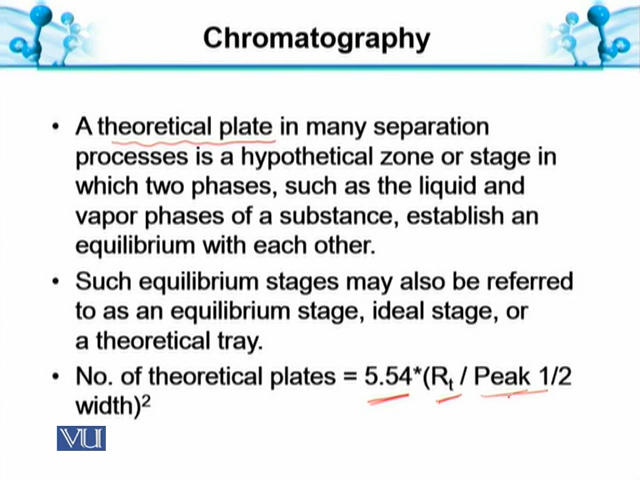 Chromatography
• A theoretical plate in many separation
processes is a hypothetical zone or stage in
which two phases, such as the liquid and
vapor phases of a substance, establish an
equilibrium with each other.
• Such equilibrium stages may also be referred
to as an equilibrium stage, ideal stage, or
a theoretical tray.
• No. of theoretical plates = 5.54*(Rt / Peak 1/2
width)2
VU